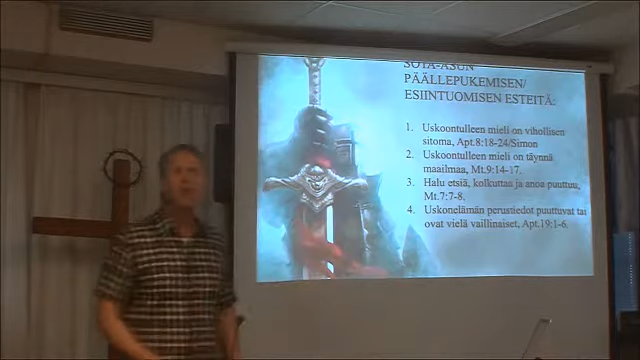 SOTA-ASUN
PÄÄLLEPUKEMISEN/
ESIINTUOMISEN ESTEITÄ:
1. Uskoontulleen mieli on vihollisen
sitoma, Apt.8:18-24/Simon
2. Uskoontulleen mieli on täynnä
maailmaa, Mt.9:14-17.
3. Halu etsiä, kolkuttaa ja anoa puuttuu,
Mt.7:7-8.
4. Uskonelämän perustiedot puuttuvat tai
ovat vielä vaillinaiset, Apt.19:1-6.